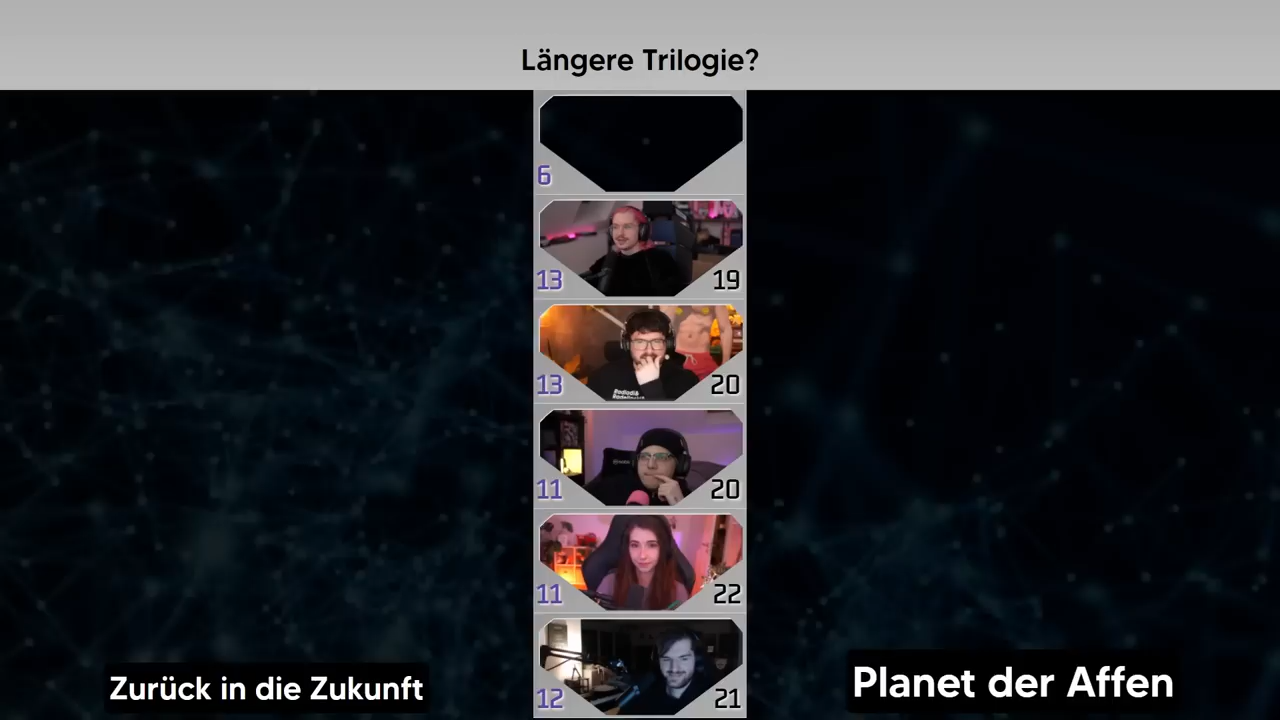 Längere Trilogie?
6
13 19
13 20
11 20
11 22
12 21
Zurück in die Zukunft
Planet der Affen